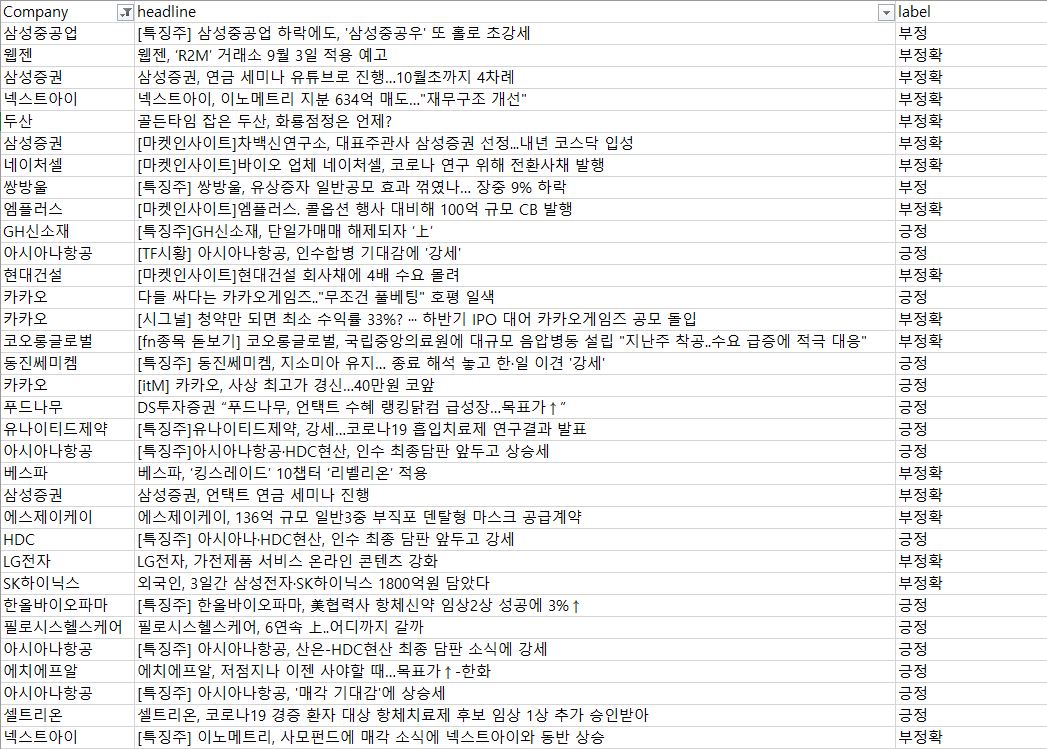 Company headline label
삼성중공업 [특징주] 삼성중공업 하락에도, '삼성중공우' 또 홀로 초강세 부정
웹젠 웹젠, ‘R2M’ 거래소 9월 3일 적용 예고 부정확
삼성증권 삼성증권, 연금 세미나 유튜브로 진행...10월초까지 4차례 부정확
넥스트아이 넥스트아이, 이노메트리 지분 634억 매도..."재무구조 개선" 부정확
두산 골든타임 잡은 두산, 화룡점정은 언제? 부정확
삼성증권 [마켓인사이트]차백신연구소, 대표주관사 삼성증권 선정...내년 코스닥 입성 부정확
네이처셀 [마켓인사이트]바이오 업체 네이처셀, 코로나 연구 위해 전환사채 발행 부정확
쌍방울 [특징주] 쌍방울, 유상증자 일반공모 효과 꺾였나... 장중 9% 하락 부정
엠플러스 [마켓인사이트]엠플러스. 콜옵션 행사 대비해 100억 규모 CB 발행 부정확
GH신소재 [특징주]GH신소재, 단일가매매 해제되자 ‘上’ 긍정
아시아나항공 [TF시황] 아시아나항공, 인수합병 기대감에 '강세' 긍정
현대건설 [마켓인사이트]현대건설 회사채에 4배 수요 몰려 부정확
카카오 다들 싸다는 카카오게임즈.."무조건 풀베팅" 호평 일색 긍정
카카오 [시그널] 청약만 되면 최소 수익률 33%? ··· 하반기 IPO 대어 카카오게임즈 공모 돌입 부정확
코오롱글로벌 [fn종목 돋보기] 코오롱글로벌, 국립중앙의료원에 대규모 음압병동 설립 "지난주 착공..수요 급증에 적극 대응" 부정확
동진쎄미켐 [특징주] 동진쎄미켐, 지소미아 유지... 종료 해석 놓고 한·일 이견 '강세' 긍정
카카오 [itM] 카카오, 사상 최고가 경신...40만원 코앞 긍정
푸드나무 DS투자증권 “푸드나무, 언택트 수혜 랭킹닭컴 급성장...목표가↑” 긍정
유나이티드제약 [특징주]유나이티드제약, 강세...코로나19 흡입치료제 연구결과 발표 긍정
아시아나항공 [특징주]아시아나항공·HDC현산, 인수 최종담판 앞두고 상승세 긍정
베스파 베스파, ‘킹스레이드’ 10챕터 ‘리벨리온’ 적용 부정확
삼성증권 삼성증권, 언택트 연금 세미나 진행 부정확
에스제이케이 에스제이케이, 136억 규모 일반3중 부직포 덴탈형 마스크 공급계약 부정확
HDC [특징주] 아시아나·HDC현산, 인수 최종 담판 앞두고 강세 긍정
LG전자 LG전자, 가전제품 서비스 온라인 콘텐츠 강화 부정확
SK하이닉스 외국인, 3일간 삼성전자·SK하이닉스 1800억원 담았다 부정확
한올바이오파마 [특징주] 한올바이오파마, 美협력사 항체신약 임상2상 성공에 3%↑ 긍정
필로시스헬스케어 필로시스헬스케어, 6연속 上..어디까지 갈까 긍정
아시아나항공 [특징주] 아시아나항공, 산은-HDC현산 최종 담판 소식에 강세 긍정
에치에프알 에치에프알, 저점지나 이젠 사야할 때...목표가↑-한화 긍정
아시아나항공 [특징주] 아시아나항공, '매각 기대감'에 상승세 긍정
셀트리온 셀트리온, 코로나19 경증 환자 대상 항체치료제 후보 임상 1상 추가 승인받아 긍정
넥스트아이 [특징주] 이노메트리, 사모펀드에 매각 소식에 넥스트아이와 동반 상승 부정확